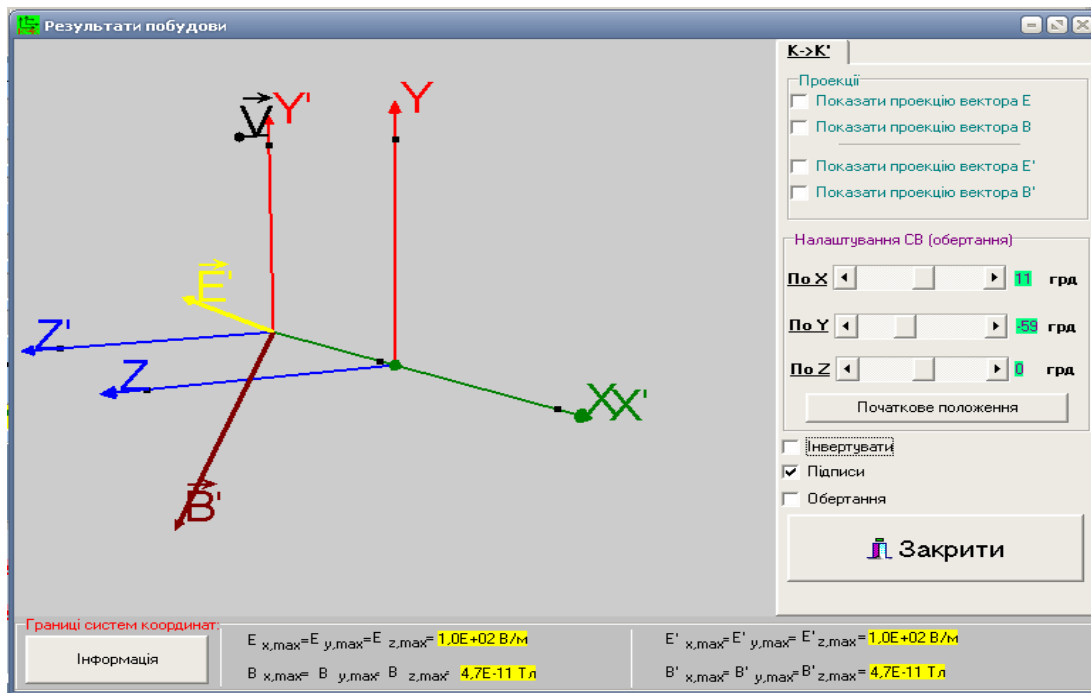 Результати побудови
V
Y'
Y
E'
Z'
Z
XX'
B'
K->K'
Проекції
Показати проекцію вектора E
Показати проекцію вектора B
Показати проекцію вектора E'
Показати проекцію вектора B'
Налаштування СВ (обертання)
По X 11 грд
По Y -59 грд
По Z 0 грд
Початкове положення
Інвертувати
Підписи
Обертання
Закрити
Границі систем координат:
Інформація
E x,max=E y,max=E z,max= 1,0E+02 В/м
B x,max= B y,max= B z,max= 4,7E-11 Тл
E' x,max=E' y,max=E' z,max= 1,0E+02 В/м
B' x,max= B' y,max=B' z,max= 4,7E-11 Тл